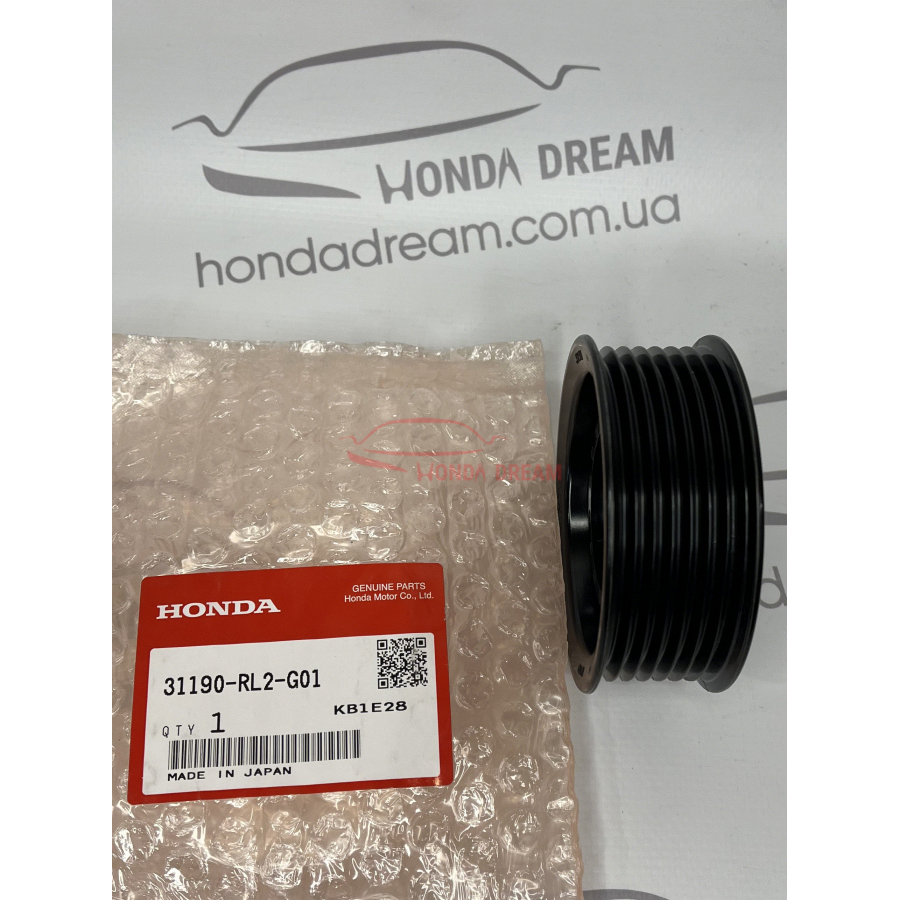 HONDA DREAM
hondadream.com.ua
HONDA DREAM
HONDA
GENUINE PARTS
Honda Motor Co., Ltd.
31190-RL2-G01
KB1E28
QTY 1
MADE IN JAPAN